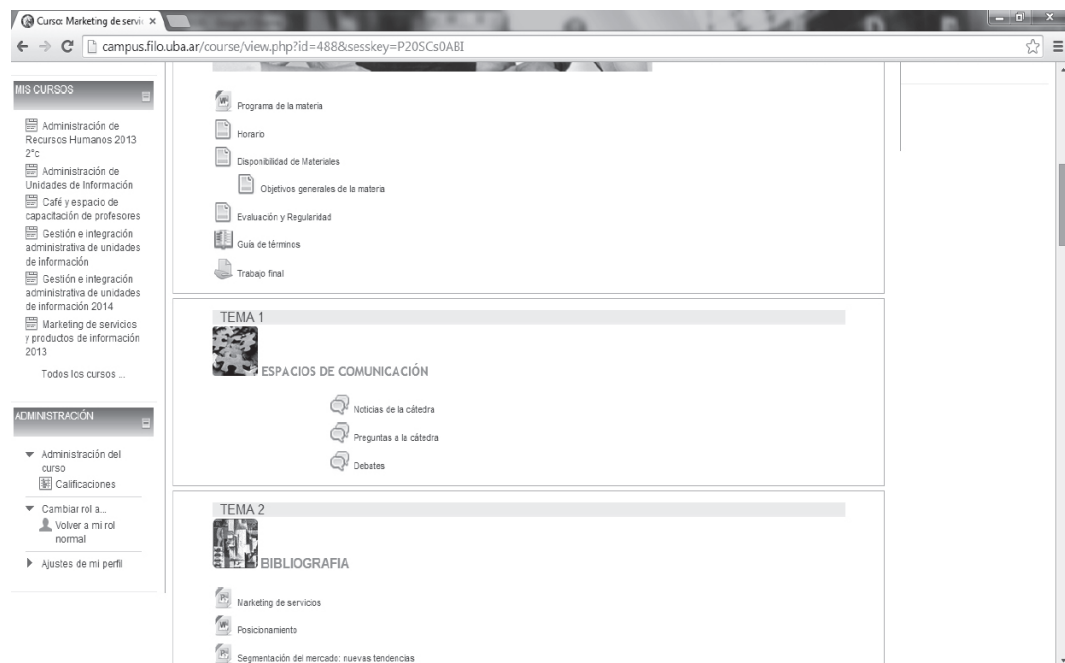 Curso: Marketing de servi
campus.filo.uba.ar/course/view.php?id=488&sesskey=P20SCs0ABI
MIS CURSOS
Administración de
Recursos Humanos 2013
2°c
Administración de
Unidades de Información
Café y espacio de
capacitación de profesores
Gestión e integración
administrativa de unidades
de información
Gestión e integración
administrativa de unidades
de información 2014
Marketing de servicios
y productos de información
2013
Todos los cursos ...
ADMINISTRACIÓN
Administración del
curso
Calificaciones
Cambiar rol a...
Volver a mi rol
normal
Ajustes de mi perfil
Programa de la materia
Horario
Disponibilidad de Materiales
Objetivos generales de la materia
Evaluación y Regularidad
Guía de términos
Trabajo final
TEMA 1
ESPACIOS DE COMUNICACIÓN
Noticias de la cátedra
Preguntas a la cátedra
Debates
TEMA 2
BIBLIOGRAFIA
Marketing de servicios
Posicionamiento
Segmentación del mercado: nuevas tendencias